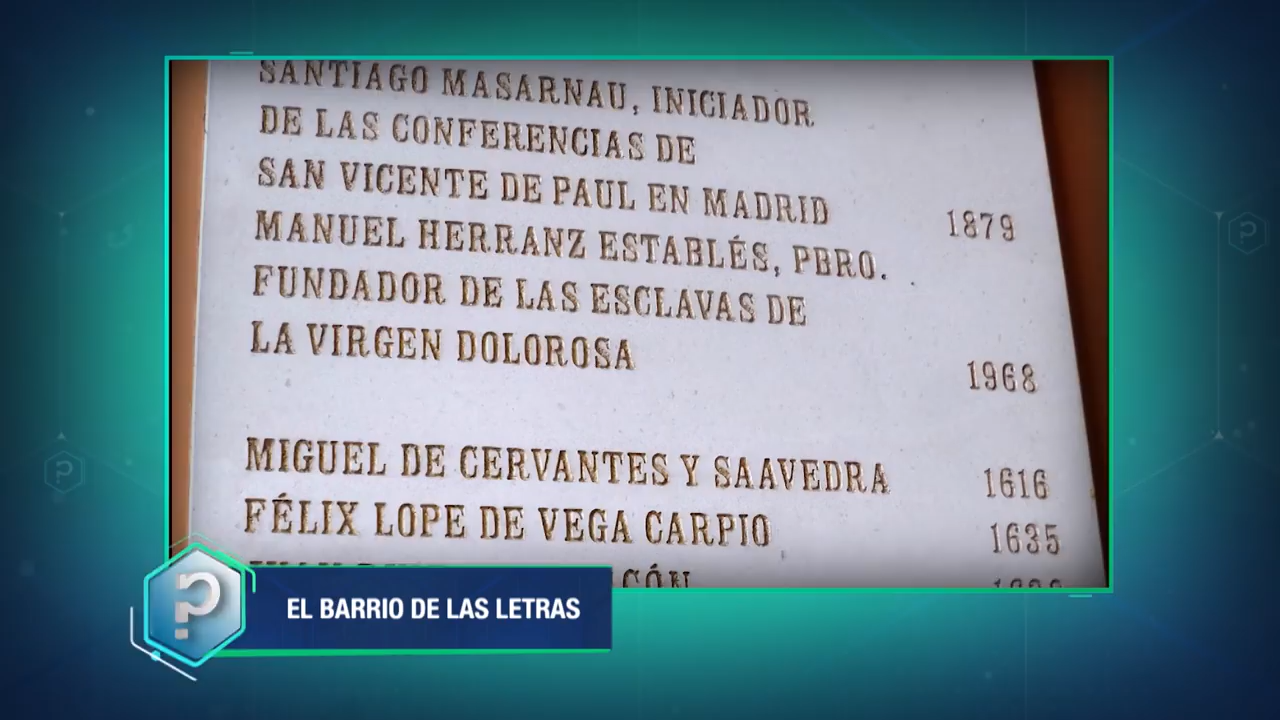 SANTIAGO MASARNAU, INICIADOR
DE LAS CONFERENCIAS DE
SAN VICENTE DE PAUL EN MADRID 1879
MANUEL HERRANZ ESTABLÉS, PBRO.
FUNDADOR DE LAS ESCLAVAS DE
LA VIRGEN DOLOROSA 1968
MIGUEL DE CERVANTES Y SAAVEDRA 1616
FÉLIX LOPE DE VEGA CARPIO 1635
EL BARRIO DE LAS LETRAS